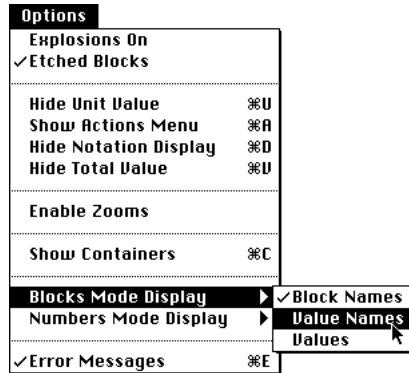 Options
Explosions On
✓Etched Blocks
Hide Unit Value ⌘U
Show Actions Menu ⌘A
Hide Notation Display ⌘D
Hide Total Value ⌘V
Enable Zooms
Show Containers ⌘C
Blocks Mode Display ▶
✓Block Names
Numbers Mode Display ▶
Value Names
Values
✓Error Messages ⌘E